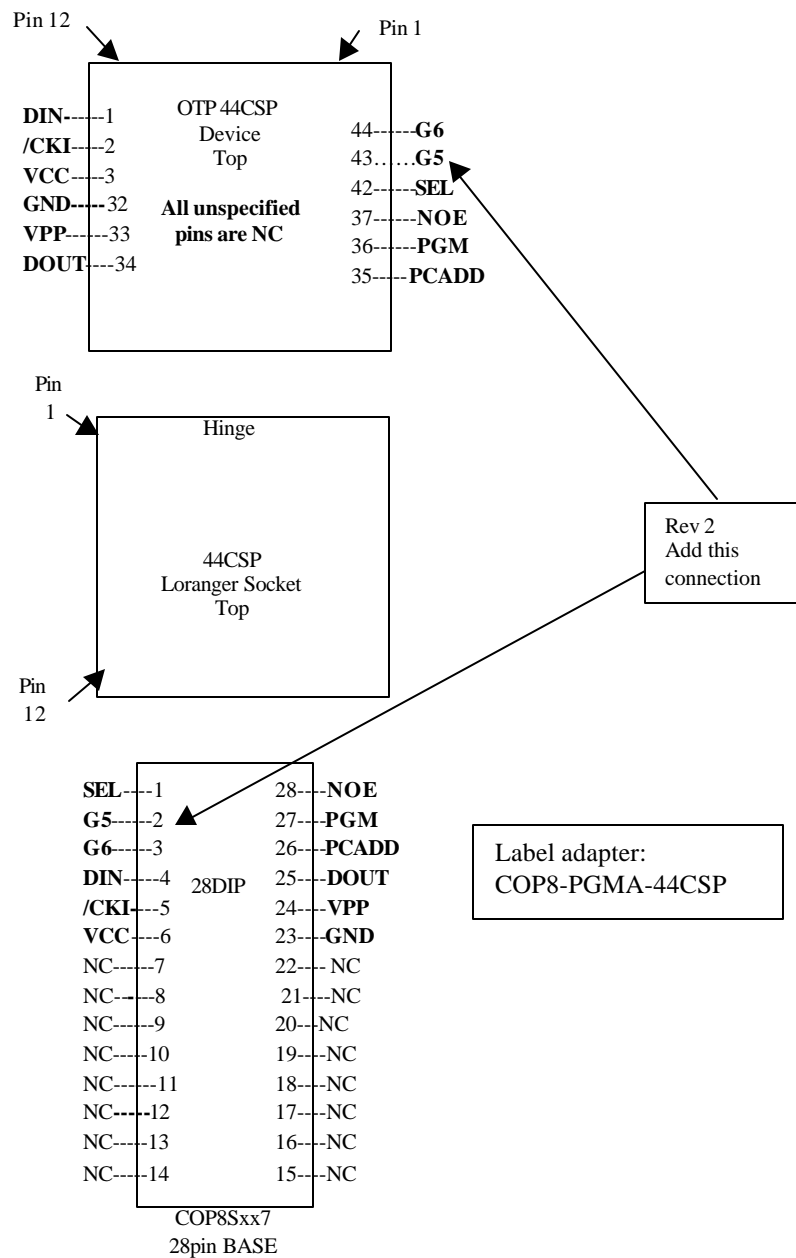 Pin 12
Pin 1
OTP 44CSP
Device
Top
All unspecified
pins are NC
DIN------1
/CKI-----2
VCC-----3
GND-----32
VPP------33
DOUT----34
44------G6
43……G5
42------SEL
37------NOE
36------PGM
35-----PCADD
Pin
1
Hinge
44CSP
Loranger Socket
Top
Pin
12
Rev 2
Add this
connection
SEL----1
G5-----2
G6-----3
DIN----4
/CKI----5
VCC----6
NC------7
NC-----8
NC-----9
NC-----10
NC------11
NC-----12
NC-----13
NC-----14
28DIP
28----NOE
27----PGM
26----PCADD
25----DOUT
24----VPP
23----GND
22---- NC
21----NC
20---NC
19----NC
18----NC
17----NC
16----NC
15----NC
COP8Sxx7
28pin BASE
Label adapter:
COP8-PGMA-44CSP